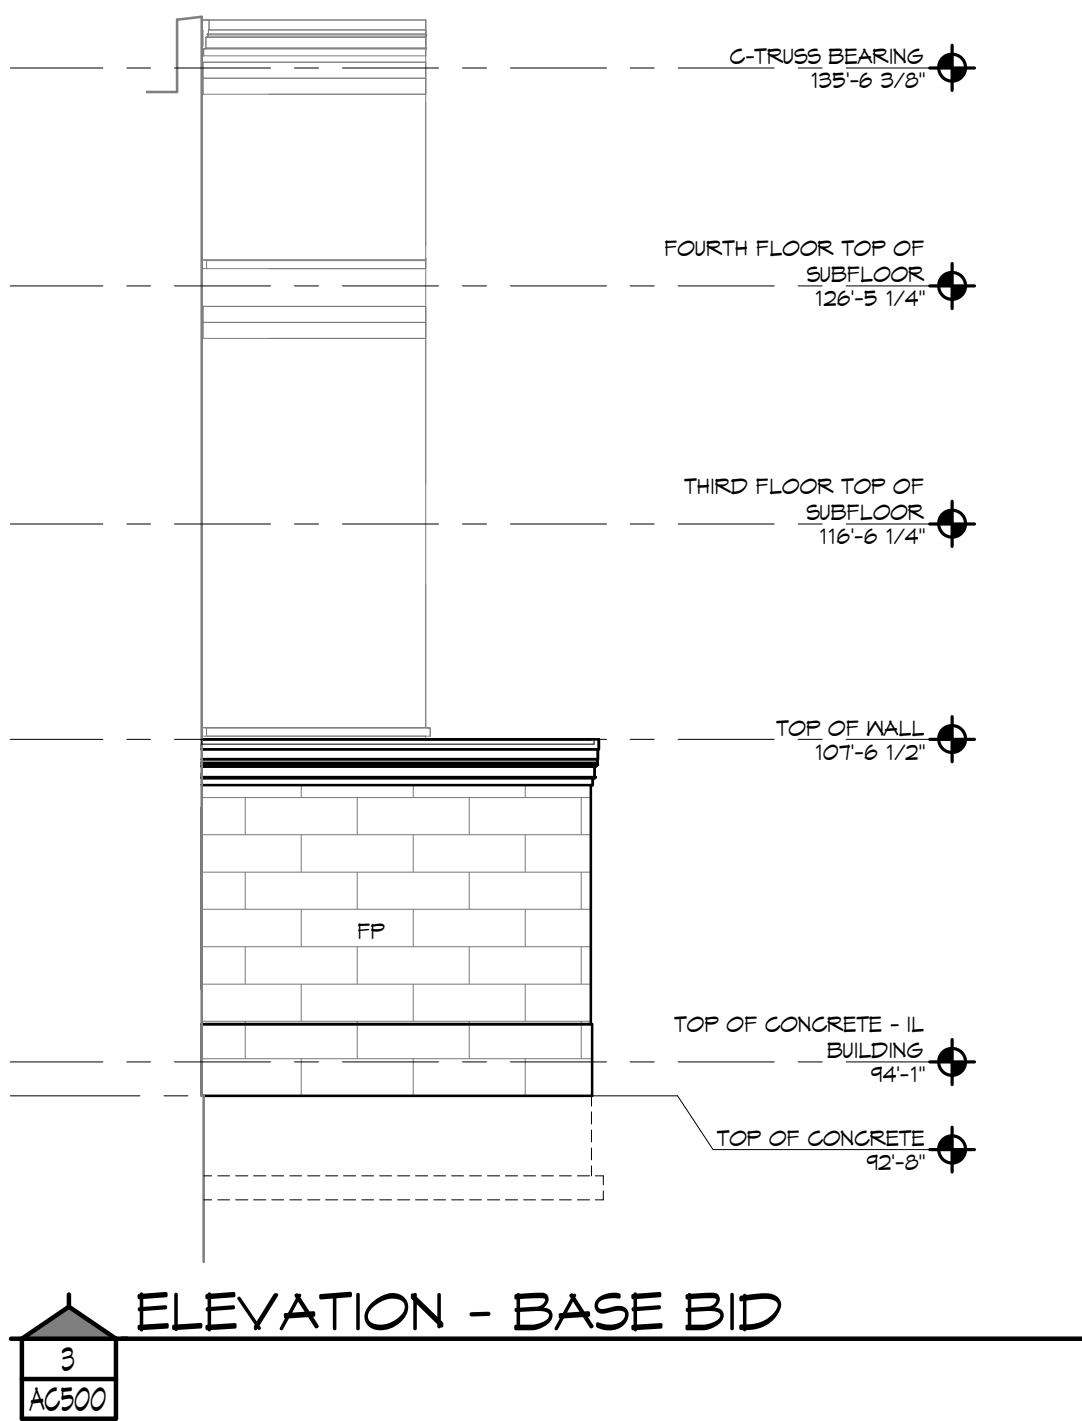 C-TRUSS BEARING
135'-6 3/8"
FOURTH FLOOR TOP OF
SUBFLOOR
126'-5 1/4"
THIRD FLOOR TOP OF
SUBFLOOR
116'-6 1/4"
TOP OF WALL
107'-6 1/2"
FP
TOP OF CONCRETE - IL
BUILDING
94'-1"
TOP OF CONCRETE
92'-8"
ELEVATION - BASE BID
3
AC500